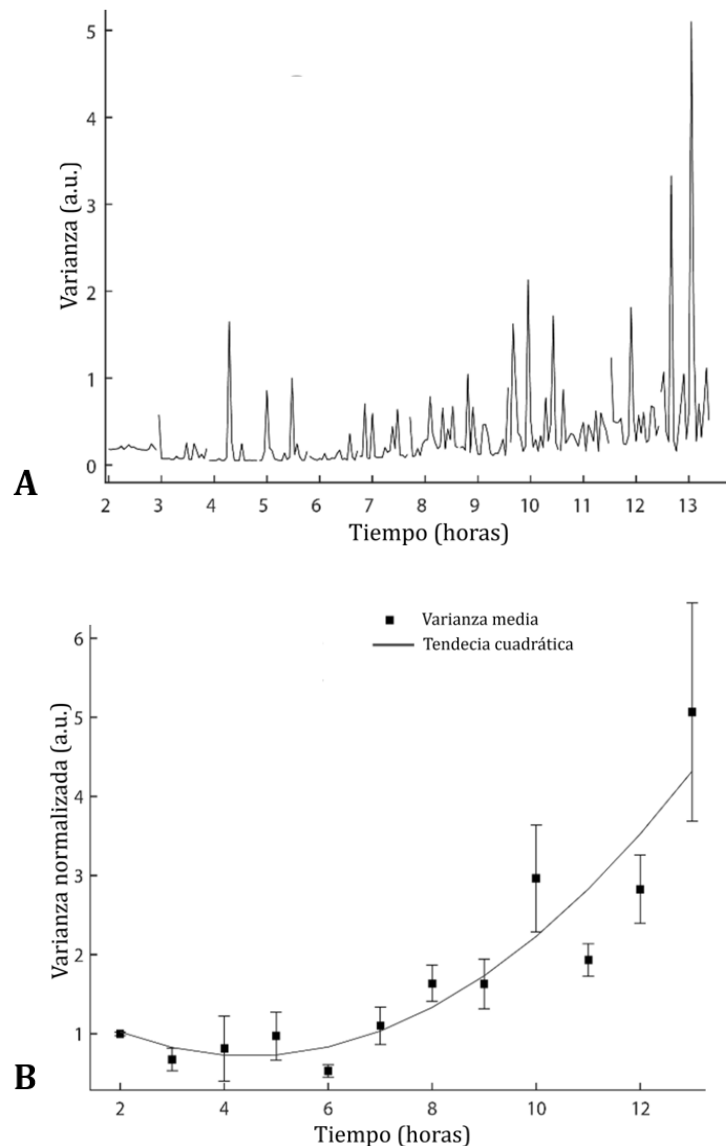 5
4
3
2
1
0
Varianza (a.u.)
A
2 3 4 5 6 7 8 9 10 11 12 13
Tiempo (horas)
Varianza media
Tendecia cuadrática
6
5
4
3
2
1
Varianza normalizada (a.u.)
B
2 4 6 8 10 12
Tiempo (horas)